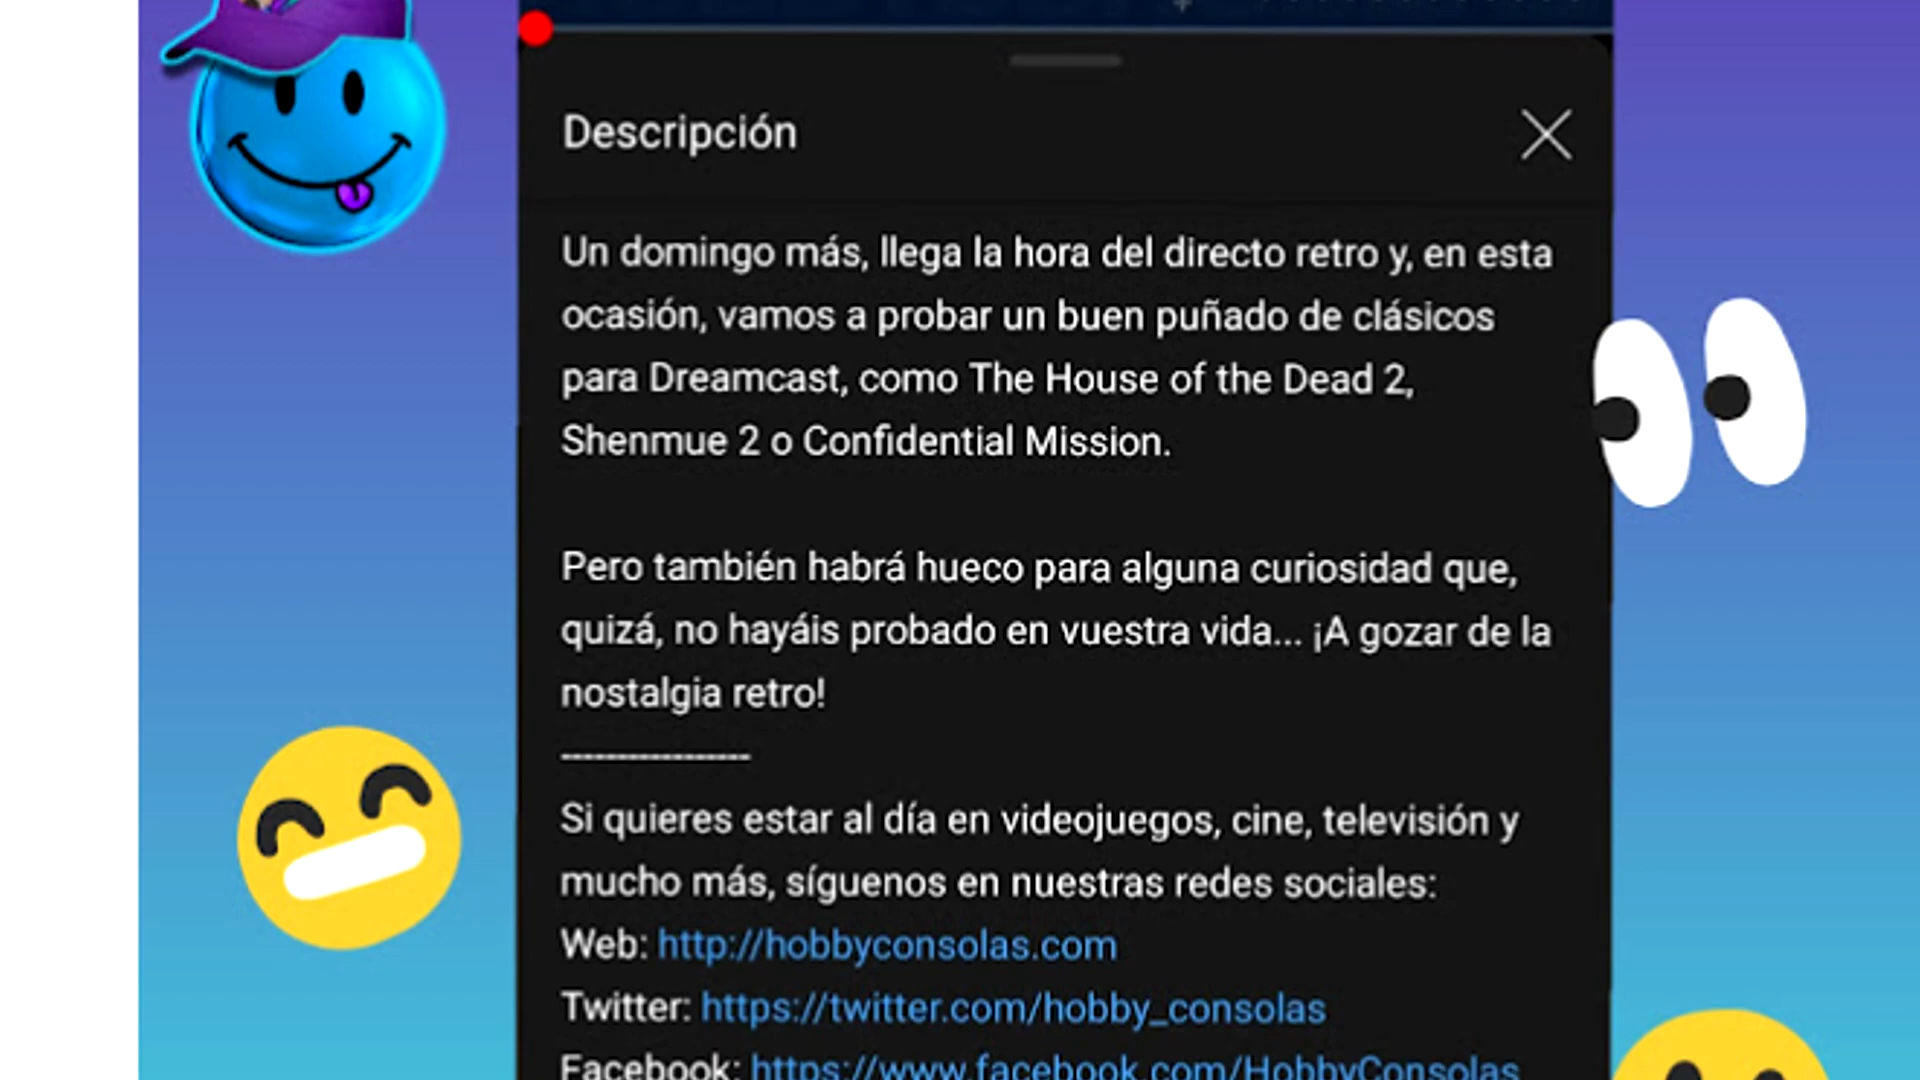 Descripción
Un domingo más, llega la hora del directo retro y, en esta
ocasión, vamos a probar un buen puñado de clásicos
para Dreamcast, como The House of the Dead 2,
Shenmue 2 o Confidential Mission.
Pero también habrá hueco para alguna curiosidad que,
quizá, no hayáis probado en vuestra vida... ¡A gozar de la
nostalgia retro!
----------------
Si quieres estar al día en videojuegos, cine, televisión y
mucho más, síguenos en nuestras redes sociales:
Web: http://hobbyconsolas.com
Twitter: https://twitter.com/hobby_consolas
Facebook: https://www.facebook.com/HobbyConsolas